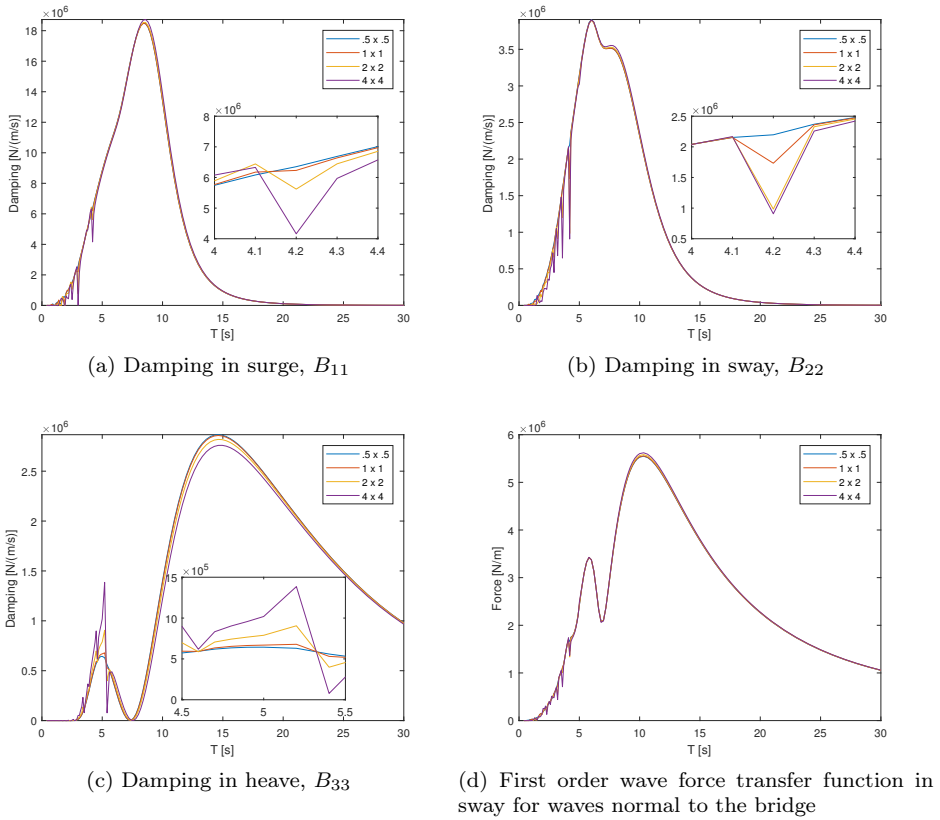 ×10⁶
18
16
14
12
10
8
6
4
2
0
Damping [N/(m/s)]
0 5 10 15 20 25 30
T [s]
.5 x .5
1 x 1
2 x 2
4 x 4
×10⁶
8
7
6
5
4
4 4.1 4.2 4.3 4.4
(a) Damping in surge, B₁₁
×10⁶
3.5
3
2.5
2
1.5
1
0.5
0
Damping [N/(m/s)]
0 5 10 15 20 25 30
T [s]
.5 x .5
1 x 1
2 x 2
4 x 4
×10⁶
2.5
2
1.5
1
0.5
4 4.1 4.2 4.3 4.4
(b) Damping in sway, B₂₂
×10⁶
2.5
2
1.5
1
0.5
0
Damping [N/(m/s)]
0 5 10 15 20 25 30
T [s]
.5 x .5
1 x 1
2 x 2
4 x 4
×10⁵
15
10
5
0
4.5 5 5.5
(c) Damping in heave, B₃₃
×10⁶
6
5
4
3
2
1
0
Force [N/m]
0 5 10 15 20 25 30
T [s]
.5 x .5
1 x 1
2 x 2
4 x 4
(d) First order wave force transfer function in
sway for waves normal to the bridge